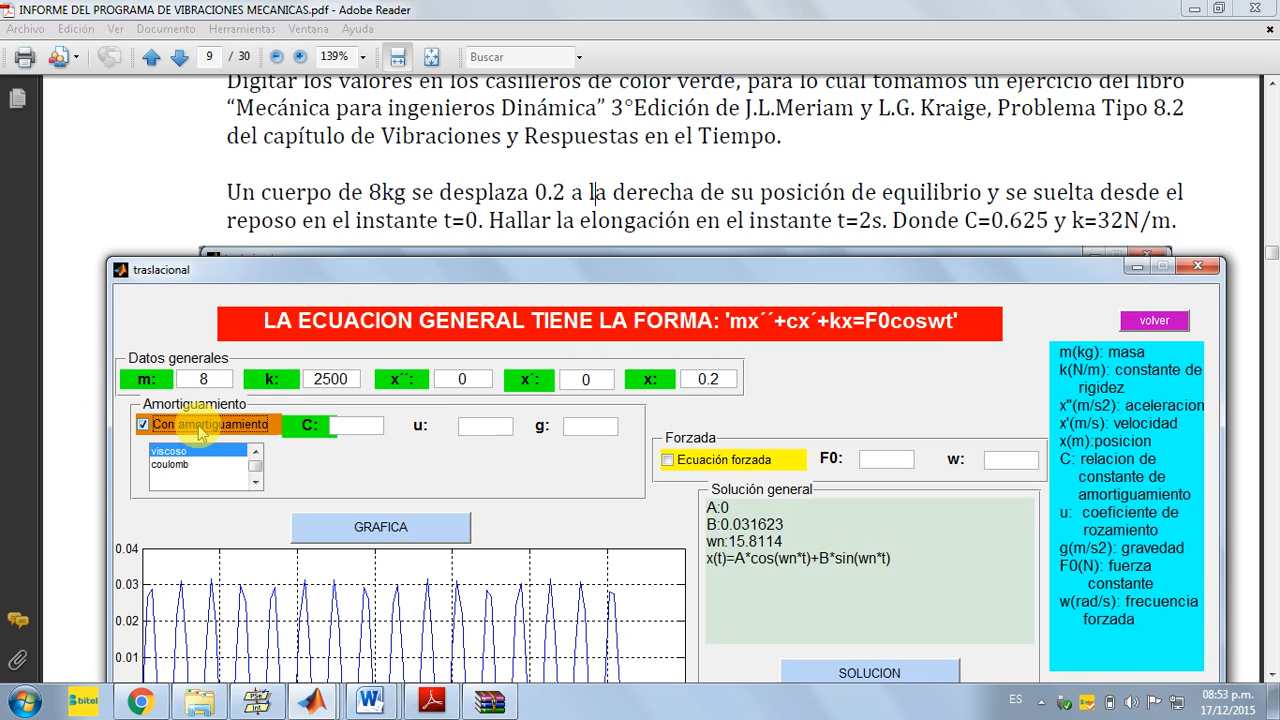 INFORME DEL PROGRAMA DE VIBRACIONES MECANICAS.pdf - Adobe Reader
Archivo Edición Ver Documento Herramientas Ventana Ayuda
9 / 30 139% Buscar
Digitar los valores en los casilleros de color verde, para lo cual tomamos un ejercicio del libro
“Mecánica para ingenieros Dinámica” 3°Edición de J.L.Meriam y L.G. Kraige, Problema Tipo 8.2
del capítulo de Vibraciones y Respuestas en el Tiempo.
Un cuerpo de 8kg se desplaza 0.2 a la derecha de su posición de equilibrio y se suelta desde el
reposo en el instante t=0. Hallar la elongación en el instante t=2s. Donde C=0.625 y k=32N/m.
traslacional
LA ECUACION GENERAL TIENE LA FORMA: 'mx´´+cx´+kx=F0coswt'
volver
Datos generales
m: 8 k: 2500 x´´: 0 x´: 0 x: 0.2
Amortiguamiento
Con amortiguamiento C: u: g:
viscoso
coulomb
Forzada
Ecuación forzada F0: w:
Solución general
A:0
B:0.031623
wn:15.8114
x(t)=A*cos(wn*t)+B*sin(wn*t)
GRAFICA
0.04
0.03
0.02
0.01
SOLUCION
m(kg): masa
k(N/m): constante de
rigidez
x''(m/s2): aceleracion
x'(m/s): velocidad
x(m):posicion
C: relacion de
constante de
amortiguamiento
u: coeficiente de
rozamiento
g(m/s2): gravedad
F0(N): fuerza
constante
w(rad/s): frecuencia
forzada
bitel
ES
08:53 p.m.
17/12/2015